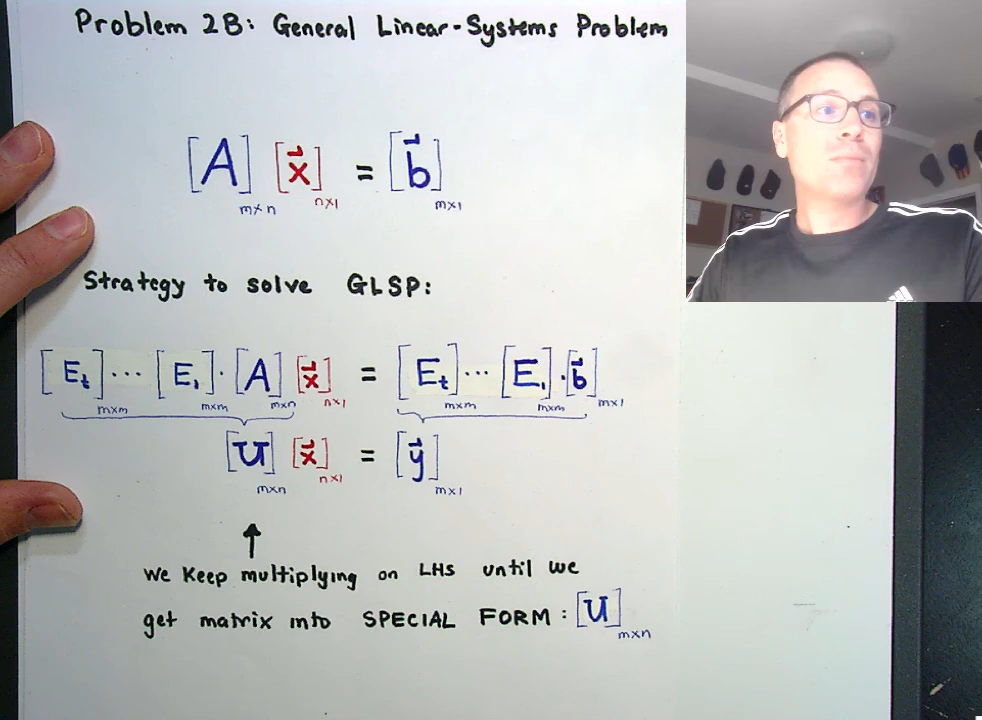 Problem 2B: General Linear-Systems Problem
[A]m×n [x⃗]n×1 = [b⃗]m×1
Strategy to solve GLSP:
[Et]m×m ... [E1]m×m · [A]m×n [x⃗]n×1 = [Et]m×m ... [E1]m×m · [b⃗]m×1
[U]m×n [x⃗]n×1 = [y⃗]m×1
We Keep multiplying on LHS until we
get matrix into SPECIAL FORM: [U]m×n